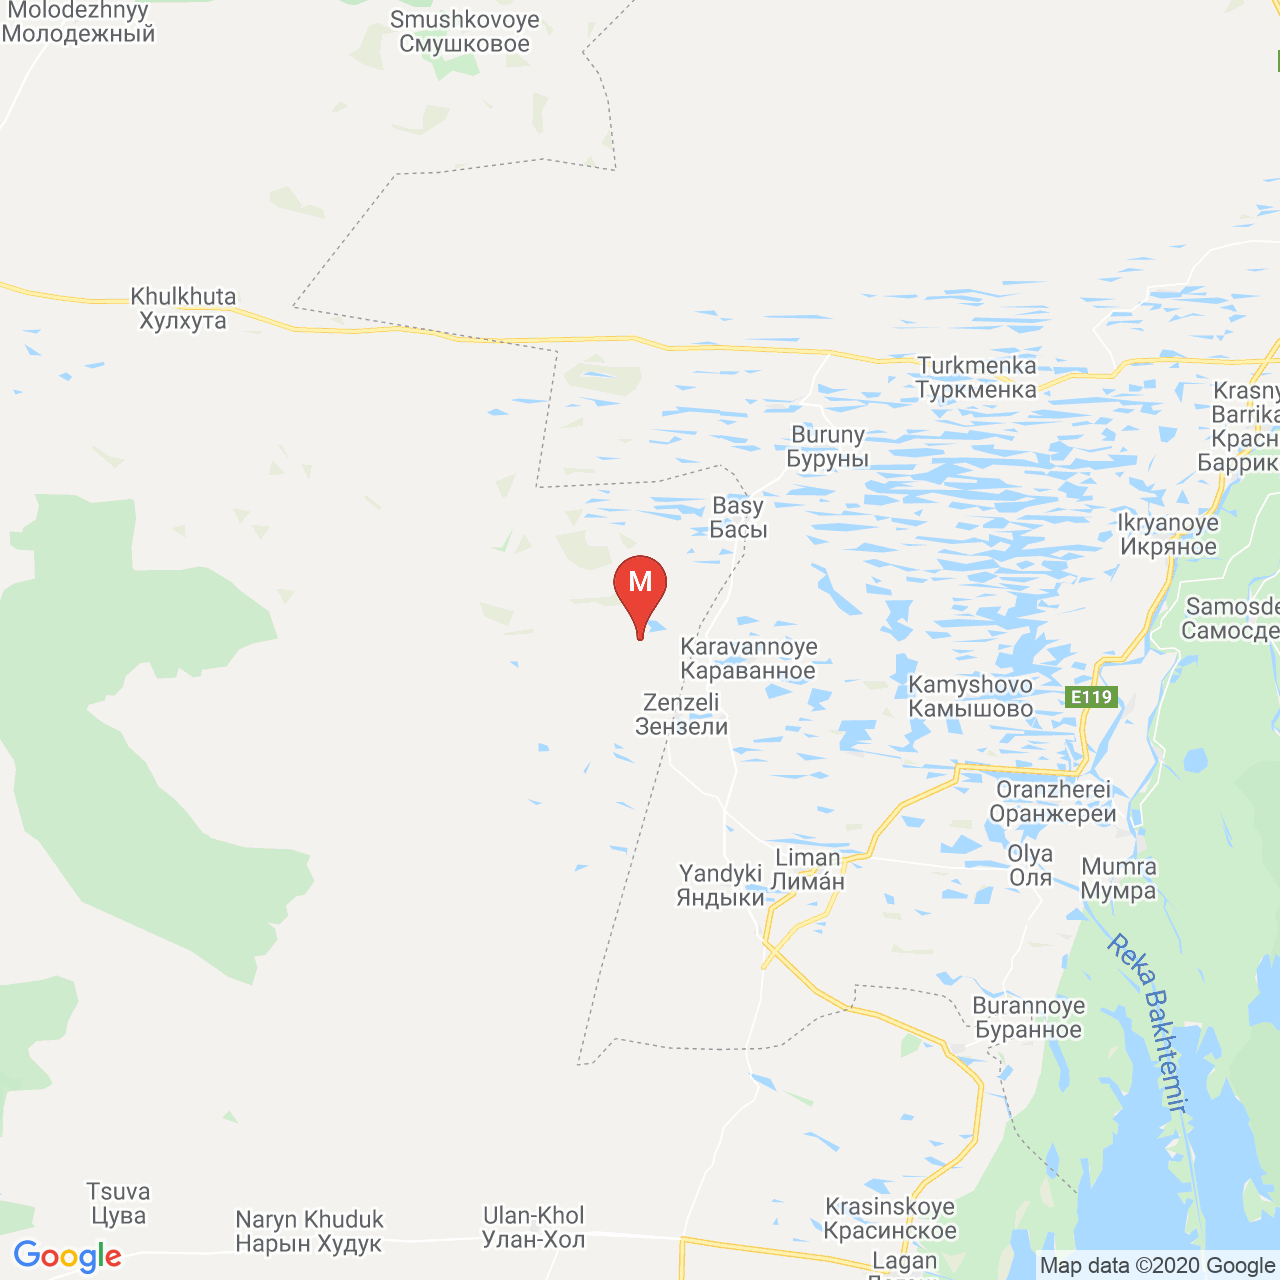 Molodezhnyy
Молодежный
Smushkovoye
Смушковое
Khulkhuta
Хулхута
Turkmenka
Туркменка
Krasny
Barrika
Красн
Баррик
Buruny
Буруны
Basy
Басы
Ikryanoye
Икряное
M
Samosde
Самосде
Karavannoye
Караванное
Kamyshovo
Камышово
E119
Zenzeli
Зензели
Oranzherei
Оранжереи
Olya
Оля
Mumra
Мумра
Liman
Лима́н
Yandyki
Яндыки
Reka Bakhtemir
Burannoye
Буранное
Tsuva
Цува
Naryn Khuduk
Нарын Худук
Ulan-Khol
Улан-Хол
Krasinskoye
Красинское
Lagan
Google
Map data ©2020 Google